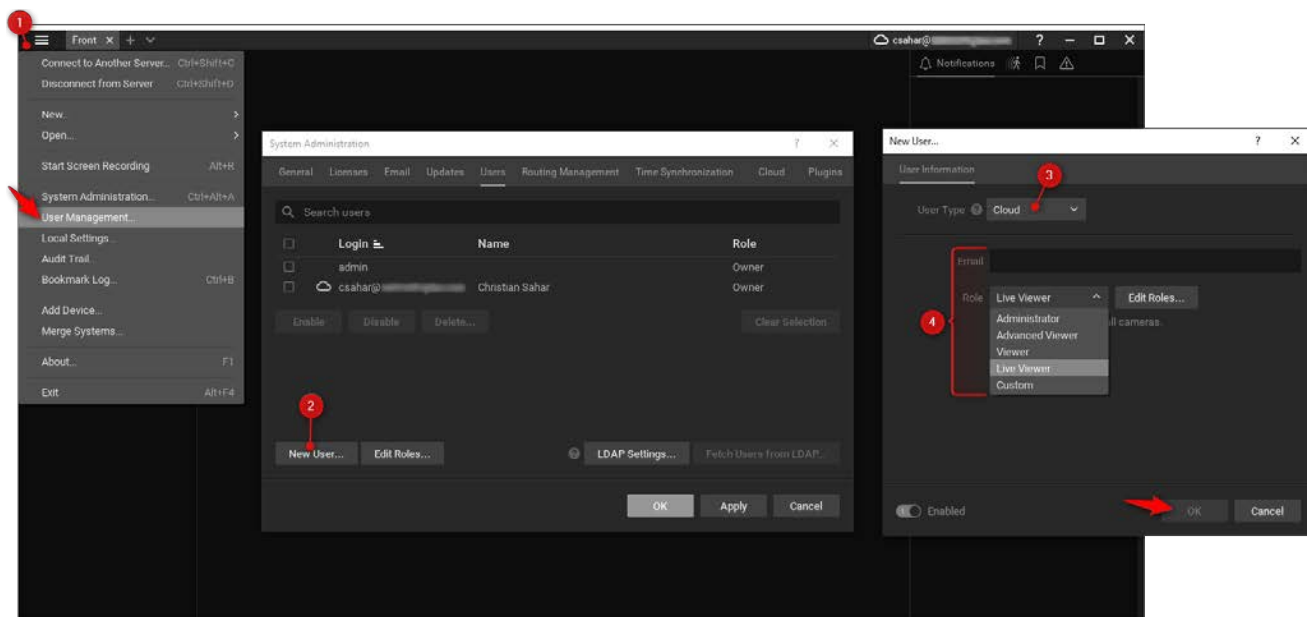 1
Front × +
csahar@
? – □ ×
Connect to Another Server... Ctrl+Shift+C
Disconnect from Server Ctrl+Shift+D
New...
Open...
Start Screen Recording Alt+R
System Administration... Ctrl+Alt+A
User Management...
Local Settings...
Audit Trail...
Bookmark Log... Ctrl+B
Add Device...
Merge Systems...
About... F1
Exit Alt+F4
Notifications
System Administration ? ×
General Licenses Email Updates Users Routing Management Time Synchronization Cloud Plugins
Search users
Login Name Role
admin Owner
csahar@ Christian Sahar Owner
Enable Disable Delete... Clear Selection
2
New User... Edit Roles... ? LDAP Settings... Fetch Users from LDAP...
OK Apply Cancel
New User... ? ×
User Information
3
User Type ? Cloud
Email
Role Live Viewer Edit Roles...
4
Administrator
all cameras.
Advanced Viewer
Viewer
Live Viewer
Custom
Enabled OK Cancel